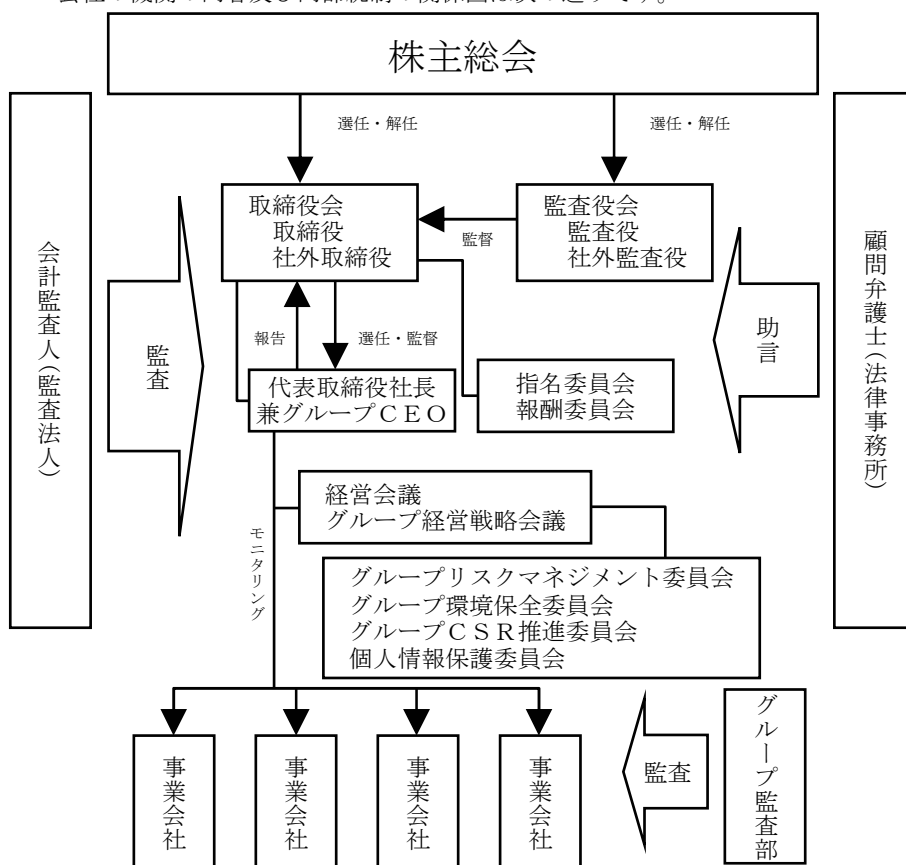 会社の機関の内容及び内部統制の関係図は次の通りです。
株主総会
選任・解任
選任・解任
取締役会
取締役
社外取締役
監査役会
監査役
社外監査役
監督
会計監査人(監査法人)
監査
報告
選任・監督
助言
顧問弁護士(法律事務所)
代表取締役社長
兼グループＣＥＯ
指名委員会
報酬委員会
経営会議
グループ経営戦略会議
モニタリング
グループリスクマネジメント委員会
グループ環境保全委員会
グループＣＳＲ推進委員会
個人情報保護委員会
事業会社
事業会社
事業会社
事業会社
監査
グループ監査部